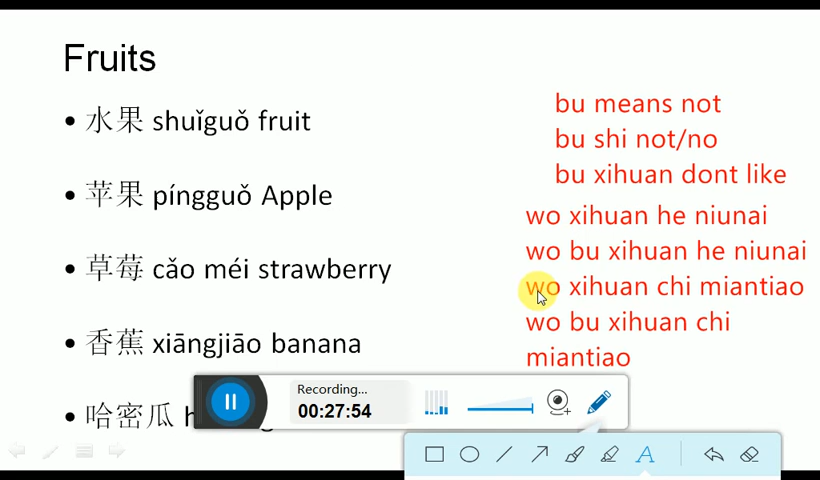 Fruits
• 水果 shuǐguǒ fruit
• 苹果 píngguǒ Apple
• 草莓 cǎo méi strawberry
• 香蕉 xiāngjiāo banana
• 哈密瓜 h
bu means not
bu shi not/no
bu xihuan dont like
wo xihuan he niunai
wo bu xihuan he niunai
wo xihuan chi miantiao
wo bu xihuan chi
miantiao
Recording...
00:27:54
A